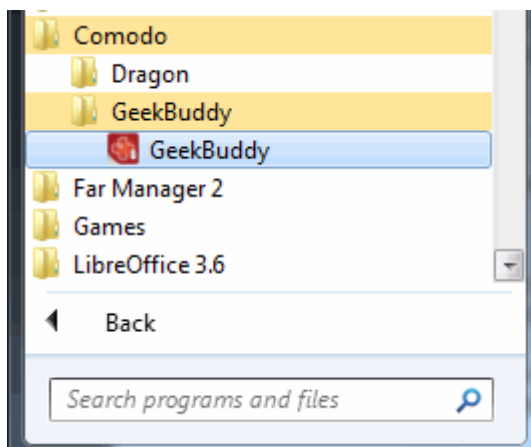 Comodo
Dragon
GeekBuddy
GeekBuddy
Far Manager 2
Games
LibreOffice 3.6
Back
Search programs and files